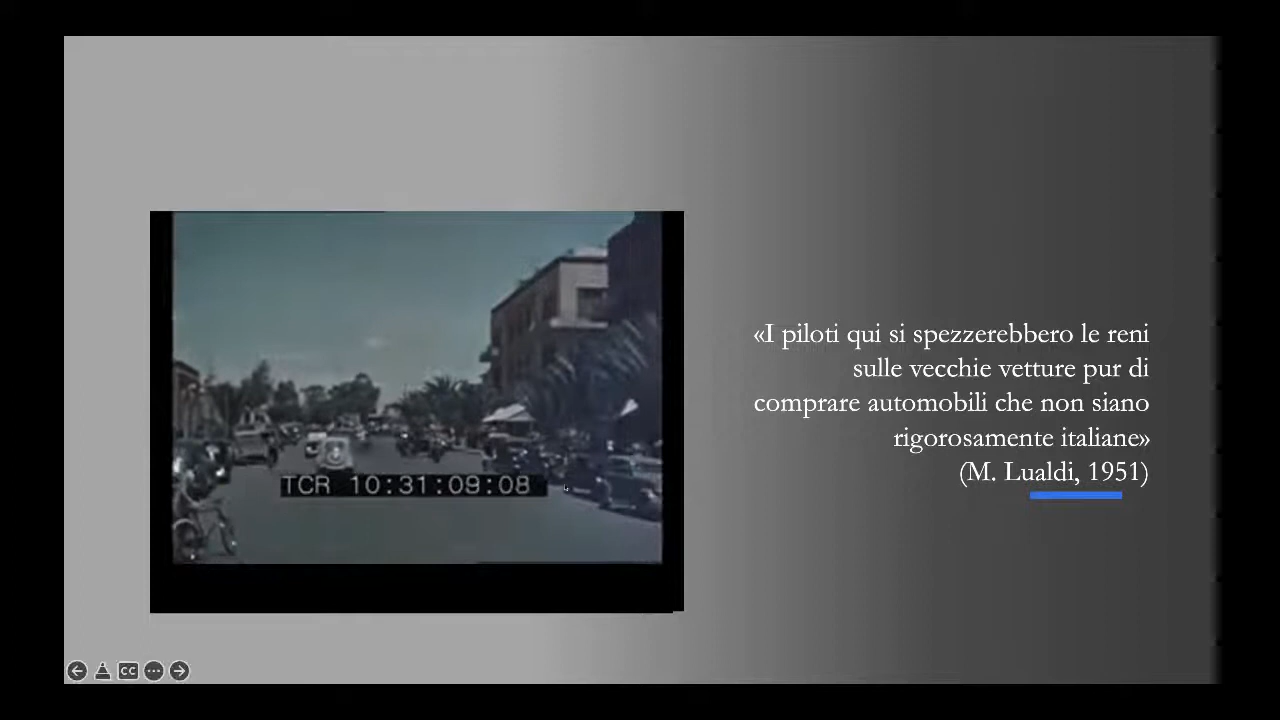 «I piloti qui si spezzerebbero le reni
sulle vecchie vetture pur di
comprare automobili che non siano
rigorosamente italiane»
(M. Lualdi, 1951)
TCR 10:31:09:08
CC